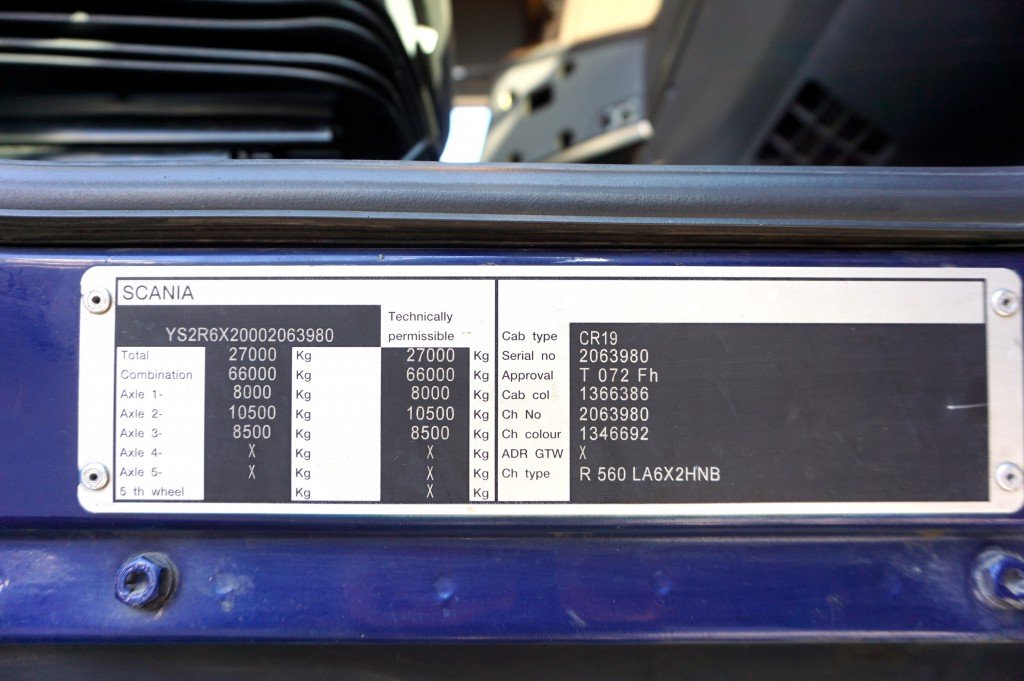 SCANIA
YS2R6X20002063980
Technically
permissible
Total 27000 Kg 27000 Kg
Combination 66000 Kg 66000 Kg
Axle 1- 8000 Kg 8000 Kg
Axle 2- 10500 Kg 10500 Kg
Axle 3- 8500 Kg 8500 Kg
Axle 4- X Kg X Kg
Axle 5- X Kg X Kg
5 th wheel Kg X Kg
Cab type CR19
Serial no 2063980
Approval T 072 Fh
Cab col 1366386
Ch No 2063980
Ch colour 1346692
ADR GTW X
Ch type R 560 LA6X2HNB